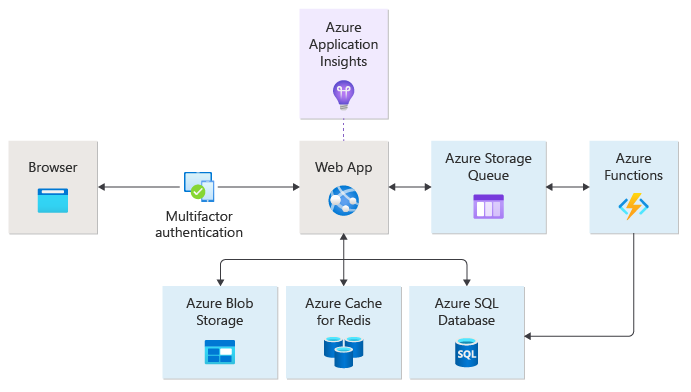 Azure
Application
Insights
Browser
Multifactor
authentication
Web App
Azure Storage
Queue
Azure
Functions
Azure Blob
Storage
Azure Cache
for Redis
Azure SQL
Database
SQL